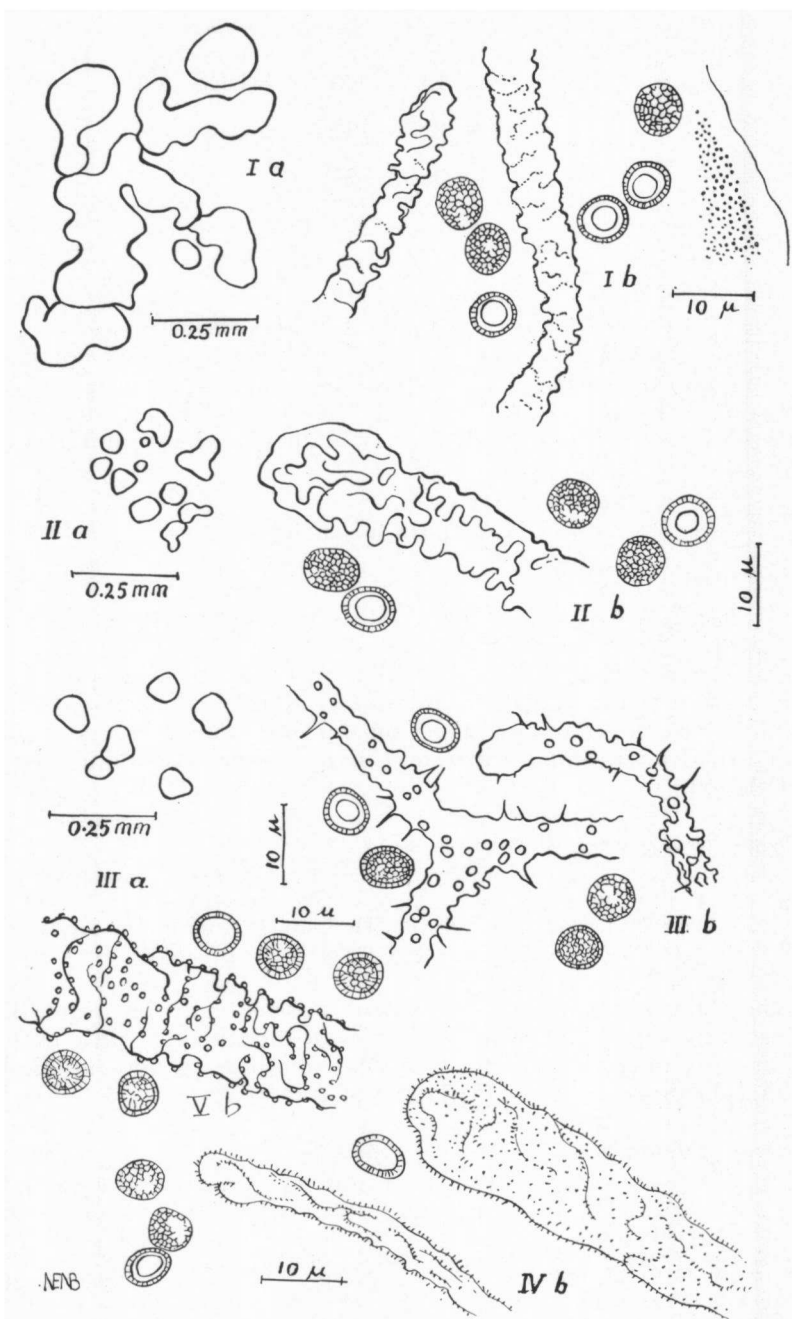 I a
0.25 mm
I b
10 μ
II a
0.25 mm
II b
10 μ
0.25 mm
III a.
10 μ
III b
10 μ
V b
10 μ
IV b
NENB